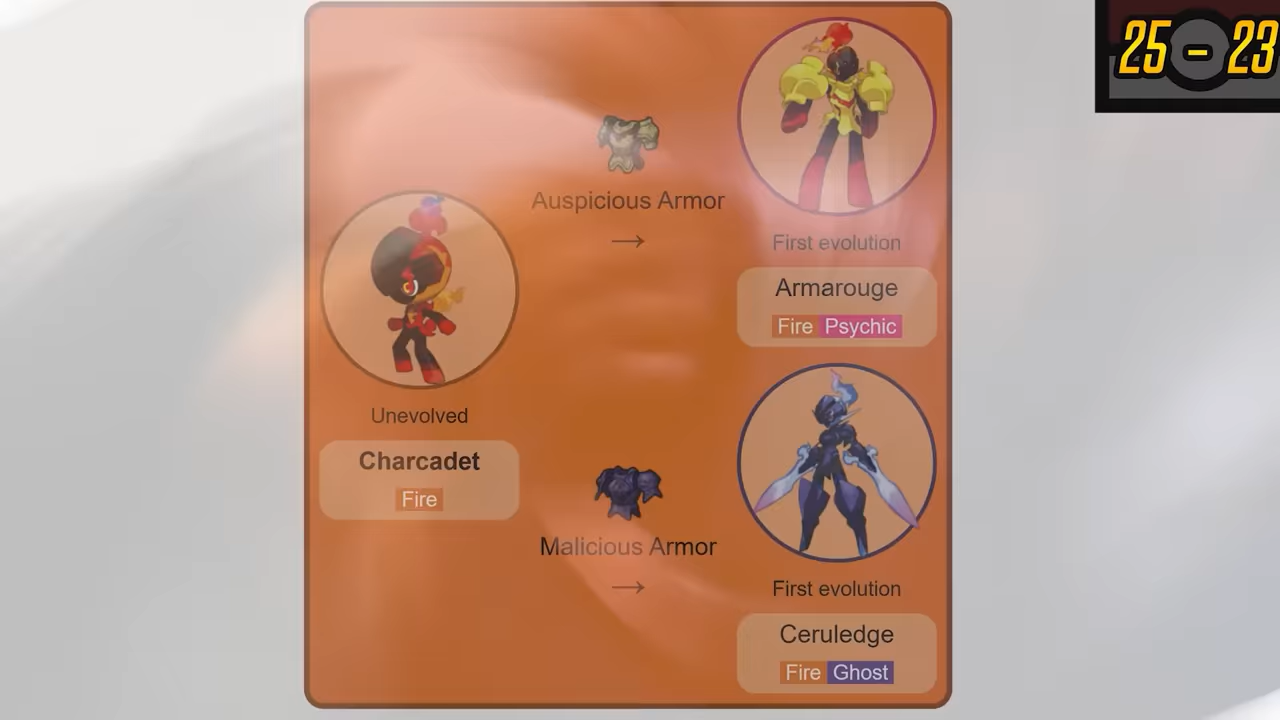 25 - 23
Auspicious Armor
→
First evolution
Armarouge
Fire Psychic
Unevolved
Charcadet
Fire
Malicious Armor
→
First evolution
Ceruledge
Fire Ghost